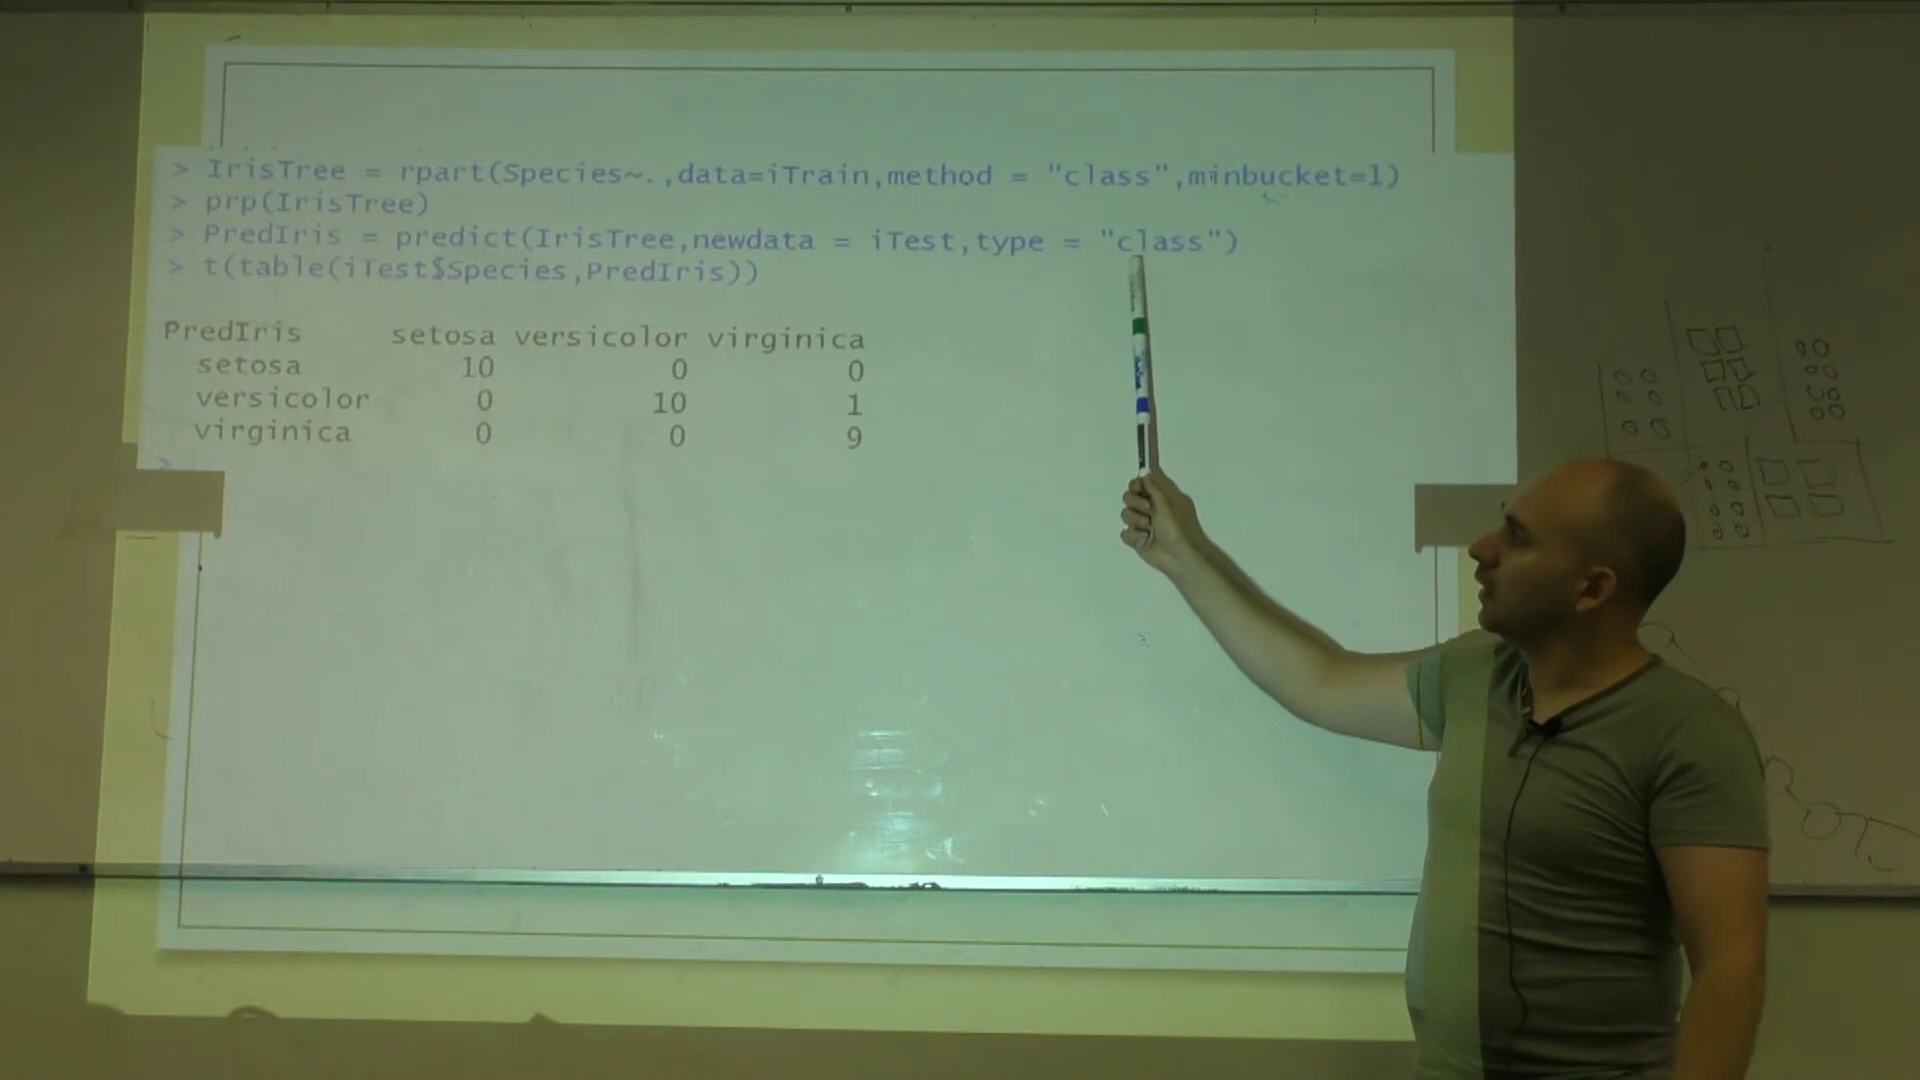 > IrisTree = rpart(Species~.,data=iTrain,method = "class",minbucket=1)
> prp(IrisTree)
> PredIris = predict(IrisTree,newdata = iTest,type = "class")
> t(table(iTest$Species,PredIris))
PredIris setosa versicolor virginica
setosa 10 0 0
versicolor 0 10 1
virginica 0 0 9
>